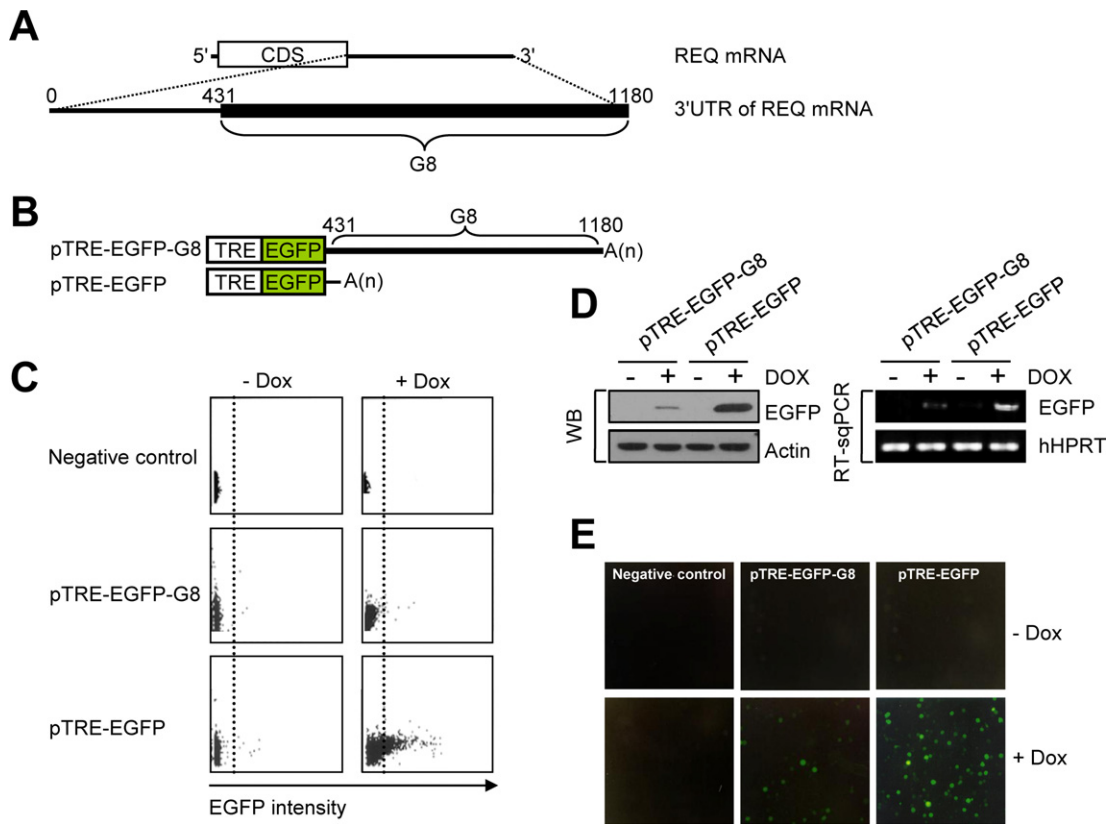 A
5' CDS 3' REQ mRNA
0 431 1180 3'UTR of REQ mRNA
G8
B
431 G8 1180
pTRE-EGFP-G8 TRE EGFP A(n)
pTRE-EGFP TRE EGFP A(n)
C
- Dox + Dox
Negative control
pTRE-EGFP-G8
pTRE-EGFP
EGFP intensity
D
pTRE-EGFP-G8 pTRE-EGFP
- + - + DOX
WB
EGFP
Actin
pTRE-EGFP-G8 pTRE-EGFP
- + - + DOX
RT-sqPCR
EGFP
hHPRT
E
Negative control pTRE-EGFP-G8 pTRE-EGFP
- Dox
+ Dox